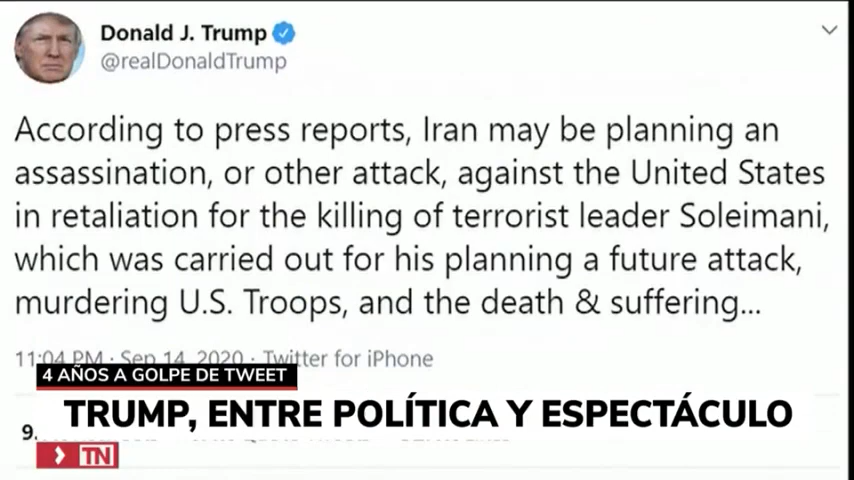 Donald J. Trump
@realDonaldTrump
According to press reports, Iran may be planning an
assassination, or other attack, against the United States
in retaliation for the killing of terrorist leader Soleimani,
which was carried out for his planning a future attack,
murdering U.S. Troops, and the death & suffering...
11:04 PM · Sep 14, 2020 · Twitter for iPhone
4 AÑOS A GOLPE DE TWEET
TRUMP, ENTRE POLÍTICA Y ESPECTÁCULO
TN